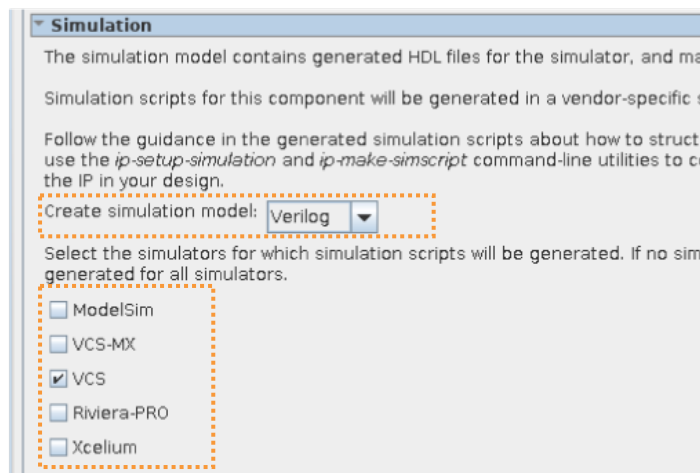 Simulation
The simulation model contains generated HDL files for the simulator, and
Simulation scripts for this component will be generated in a vendor-specific
Follow the guidance in the generated simulation scripts about how to
use the ip-setup-simulation and ip-make-simscript command-line utilities to
the IP in your design.
Create simulation model: Verilog
Select the simulators for which simulation scripts will be generated. If no
generated for all simulators.
ModelSim
VCS-MX
VCS
Riviera-PRO
Xcelium